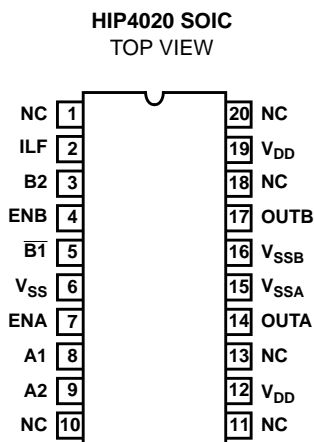 HIP4020 SOIC
TOP VIEW
NC 1 20 NC
ILF 2 19 VDD
B2 3 18 NC
ENB 4 17 OUTB
B̅1̅ 5 16 VSSB
VSS 6 15 VSSA
ENA 7 14 OUTA
A1 8 13 NC
A2 9 12 VDD
NC 10 11 NC